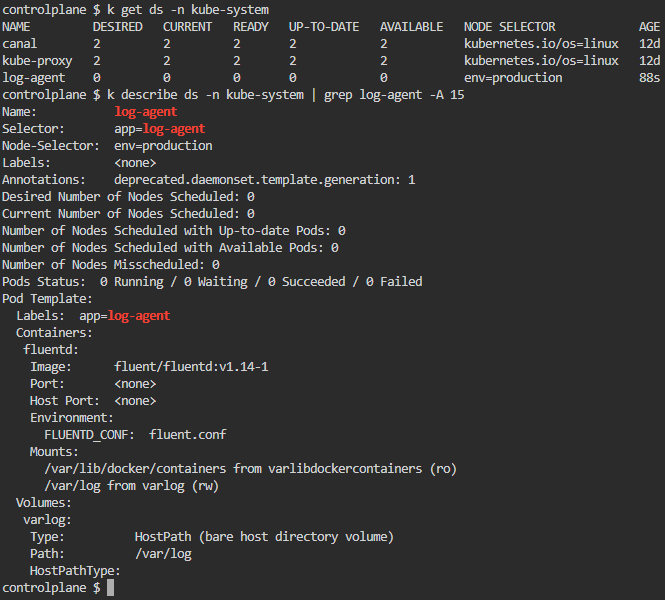 controlplane $ k get ds -n kube-system
NAME         DESIRED   CURRENT   READY   UP-TO-DATE   AVAILABLE   NODE SELECTOR            AGE
canal        2         2         2       2            2           kubernetes.io/os=linux   12d
kube-proxy   2         2         2       2            2           kubernetes.io/os=linux   12d
log-agent    0         0         0       0            0           env=production           88s
controlplane $ k describe ds -n kube-system | grep log-agent -A 15
Name:           log-agent
Selector:       app=log-agent
Node-Selector:  env=production
Labels:         <none>
Annotations:    deprecated.daemonset.template.generation: 1
Desired Number of Nodes Scheduled: 0
Current Number of Nodes Scheduled: 0
Number of Nodes Scheduled with Up-to-date Pods: 0
Number of Nodes Scheduled with Available Pods: 0
Number of Nodes Misscheduled: 0
Pods Status:  0 Running / 0 Waiting / 0 Succeeded / 0 Failed
Pod Template:
  Labels:  app=log-agent
  Containers:
   fluentd:
    Image:      fluent/fluentd:v1.14-1
    Port:       <none>
    Host Port:  <none>
    Environment:
      FLUENTD_CONF:  fluent.conf
    Mounts:
      /var/lib/docker/containers from varlibdockercontainers (ro)
      /var/log from varlog (rw)
  Volumes:
   varlog:
    Type:          HostPath (bare host directory volume)
    Path:          /var/log
    HostPathType:
controlplane $